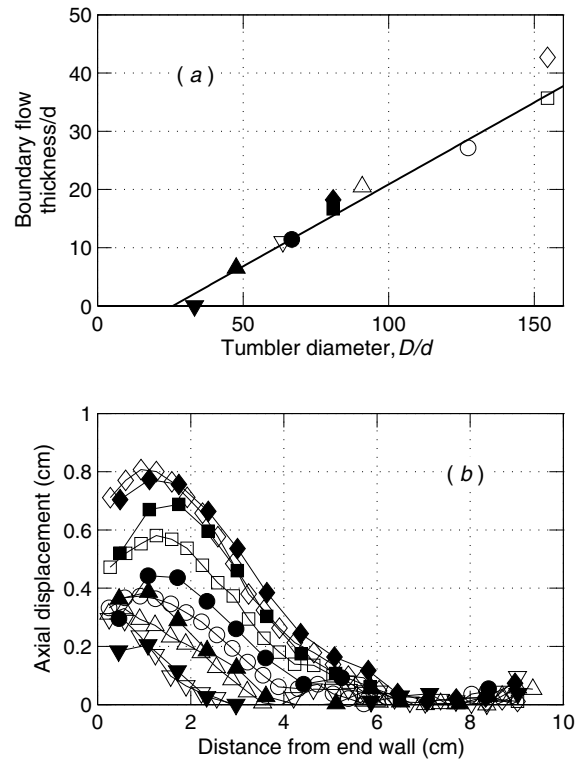 50
40
30
20
10
0
Boundary flow
thickness/d
( a )
0 50 100 150
Tumbler diameter, D/d
1
0.8
0.6
0.4
0.2
0
Axial displacement (cm)
( b )
0 2 4 6 8 10
Distance from end wall (cm)